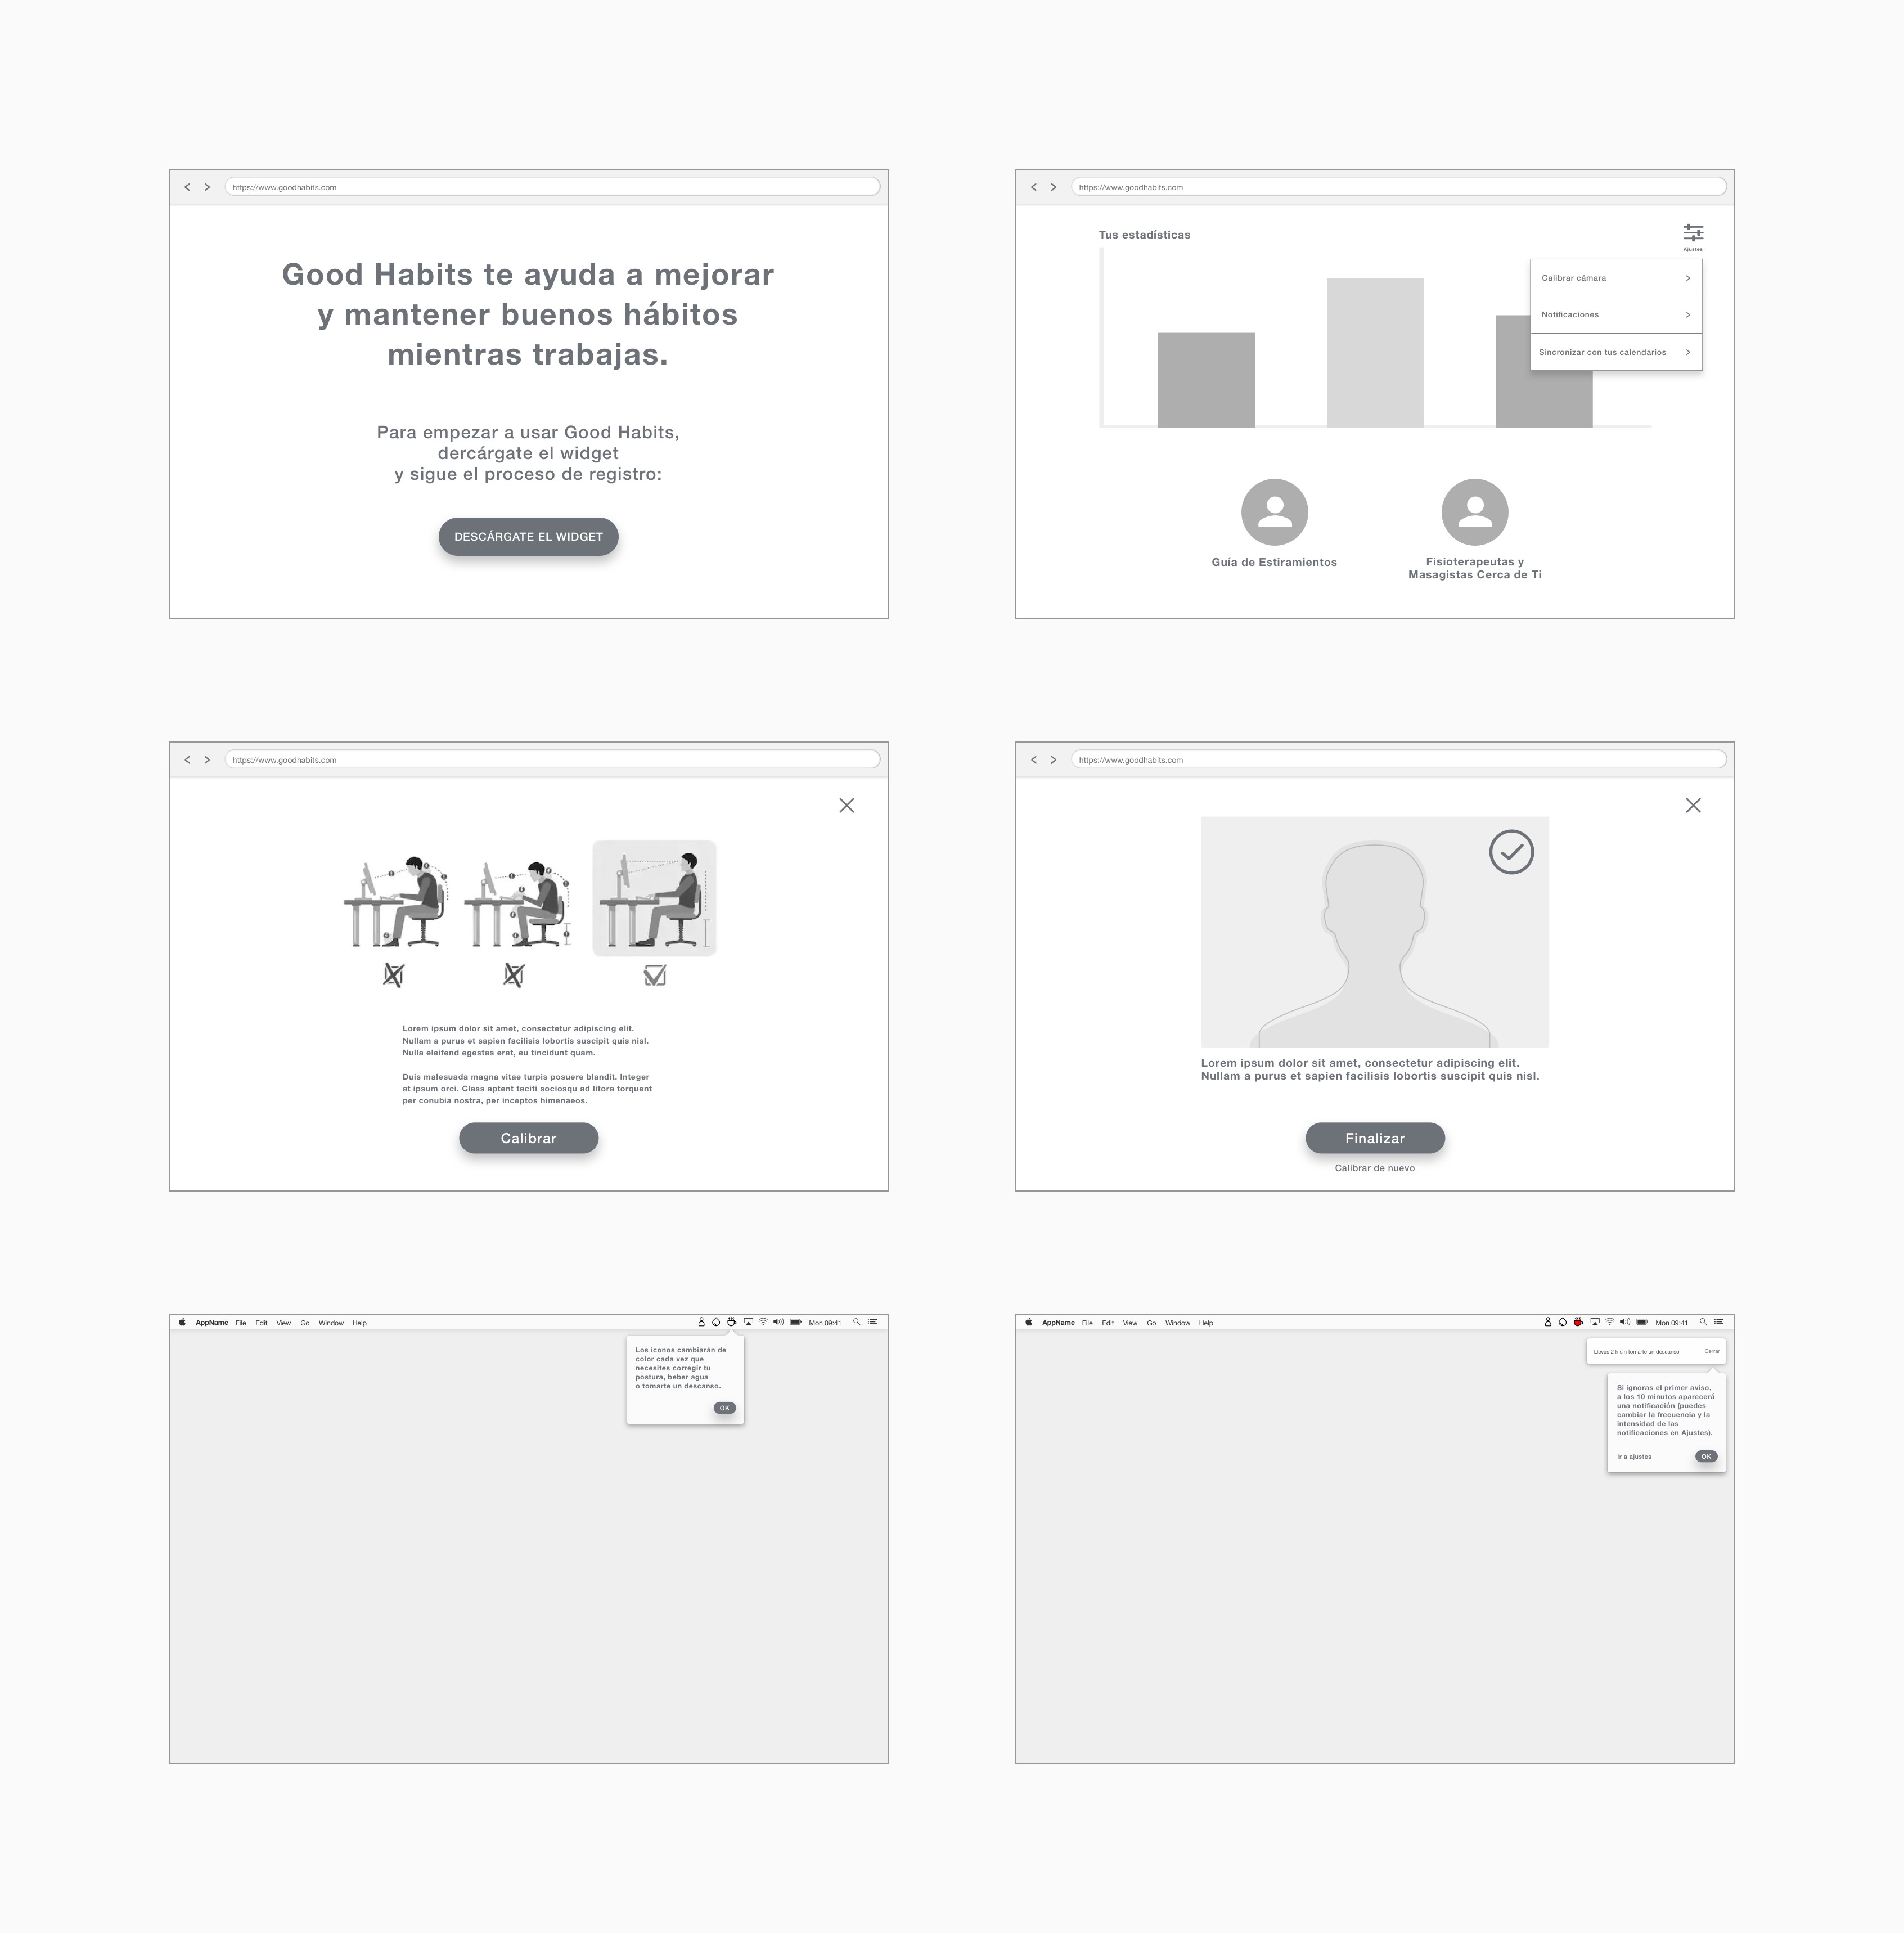 https://www.goodhabits.com
Good Habits te ayuda a mejorar
y mantener buenos hábitos
mientras trabajas.
Para empezar a usar Good Habits,
dercárgate el widget
y sigue el proceso de registro:
DESCÁRGATE EL WIDGET
https://www.goodhabits.com
Tus estadísticas
Ajustes
Calibrar cámara
Notificaciones
Sincronizar con tus calendarios
Guía de Estiramientos
Fisioterapeutas y
Masagistas Cerca de Ti
https://www.goodhabits.com
Lorem ipsum dolor sit amet, consectetur adipiscing elit.
Nullam a purus et sapien facilisis lobortis suscipit quis nisl.
Nulla eleifend egestas erat, eu tincidunt quam.
Duis malesuada magna vitae turpis posuere blandit. Integer
at ipsum orci. Class aptent taciti sociosqu ad litora torquent
per conubia nostra, per inceptos himenaeos.
Calibrar
https://www.goodhabits.com
Lorem ipsum dolor sit amet, consectetur adipiscing elit.
Nullam a purus et sapien facilisis lobortis suscipit quis nisl.
Finalizar
Calibrar de nuevo
AppName File Edit View Go Window Help Mon 09:41
Los iconos cambiarán de
color cada vez que
necesites corregir tu
postura, beber agua
o tomarte un descanso.
OK
AppName File Edit View Go Window Help Mon 09:41
Llevas 2 h sin tomarte un descanso Cerrar
Si ignoras el primer aviso,
a los 10 minutos aparecerá
una notificación (puedes
cambiar la frecuencia y la
intensidad de las
notificaciones en Ajustes).
Ir a ajustes OK